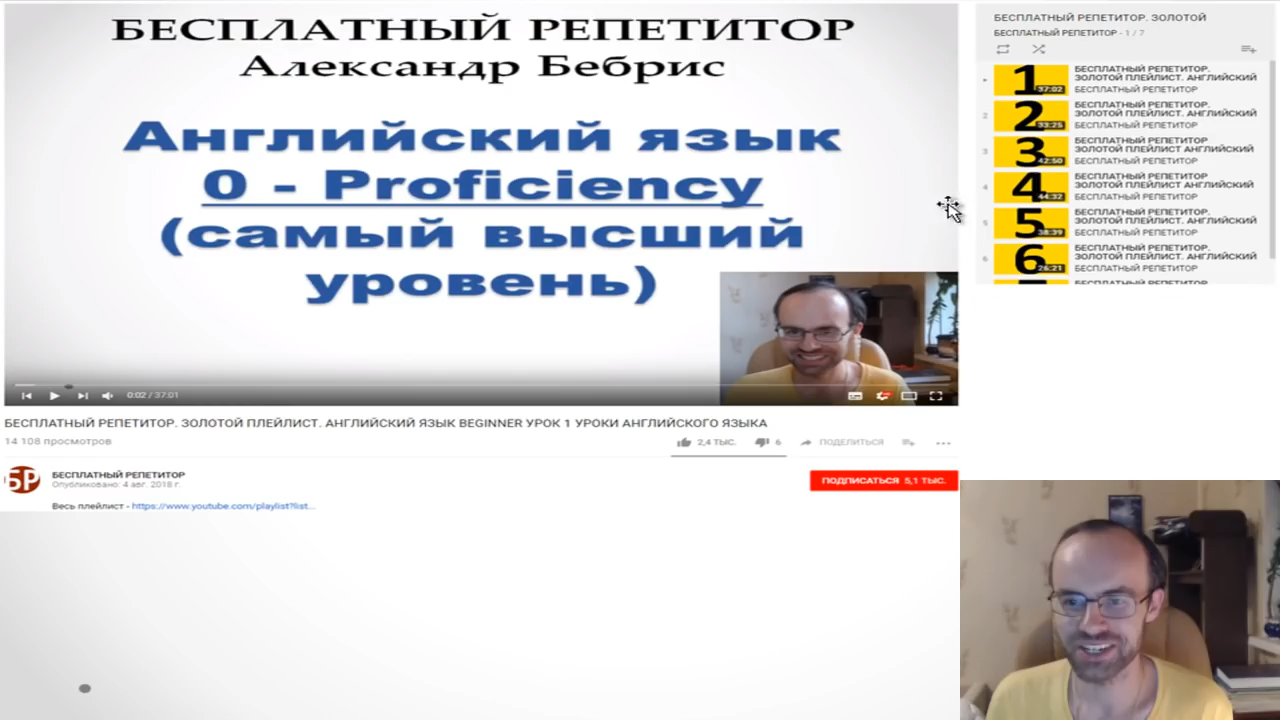 БЕСПЛАТНЫЙ РЕПЕТИТОР
Александр Бебрис
Английский язык
0 - Proficiency
(самый высший
уровень)
0:02 / 37:01
БЕСПЛАТНЫЙ РЕПЕТИТОР. ЗОЛОТОЙ ПЛЕЙЛИСТ. АНГЛИЙСКИЙ ЯЗЫК BEGINNER УРОК 1 УРОКИ АНГЛИЙСКОГО ЯЗЫКА
14 108 просмотров
2,4 ТЫС.
6
ПОДЕЛИТЬСЯ
БР
БЕСПЛАТНЫЙ РЕПЕТИТОР
Опубликовано: 4 авг. 2018 г.
ПОДПИСАТЬСЯ 5,1 ТЫС.
Весь плейлист - https://www.youtube.com/playlist?list...
БЕСПЛАТНЫЙ РЕПЕТИТОР. ЗОЛОТОЙ
БЕСПЛАТНЫЙ РЕПЕТИТОР - 1 / 7
1
37:02
БЕСПЛАТНЫЙ РЕПЕТИТОР.
ЗОЛОТОЙ ПЛЕЙЛИСТ. АНГЛИЙСКИЙ
БЕСПЛАТНЫЙ РЕПЕТИТОР
2
2
33:25
БЕСПЛАТНЫЙ РЕПЕТИТОР.
ЗОЛОТОЙ ПЛЕЙЛИСТ. АНГЛИЙСКИЙ
БЕСПЛАТНЫЙ РЕПЕТИТОР
3
3
42:50
БЕСПЛАТНЫЙ РЕПЕТИТОР
ЗОЛОТОЙ ПЛЕЙЛИСТ АНГЛИЙСКИЙ
БЕСПЛАТНЫЙ РЕПЕТИТОР
4
4
44:32
БЕСПЛАТНЫЙ РЕПЕТИТОР
ЗОЛОТОЙ ПЛЕЙЛИСТ АНГЛИЙСКИЙ
БЕСПЛАТНЫЙ РЕПЕТИТОР
5
5
38:39
БЕСПЛАТНЫЙ РЕПЕТИТОР.
ЗОЛОТОЙ ПЛЕЙЛИСТ. АНГЛИЙСКИЙ
БЕСПЛАТНЫЙ РЕПЕТИТОР
6
6
26:21
БЕСПЛАТНЫЙ РЕПЕТИТОР.
ЗОЛОТОЙ ПЛЕЙЛИСТ. АНГЛИЙСКИЙ
БЕСПЛАТНЫЙ РЕПЕТИТОР